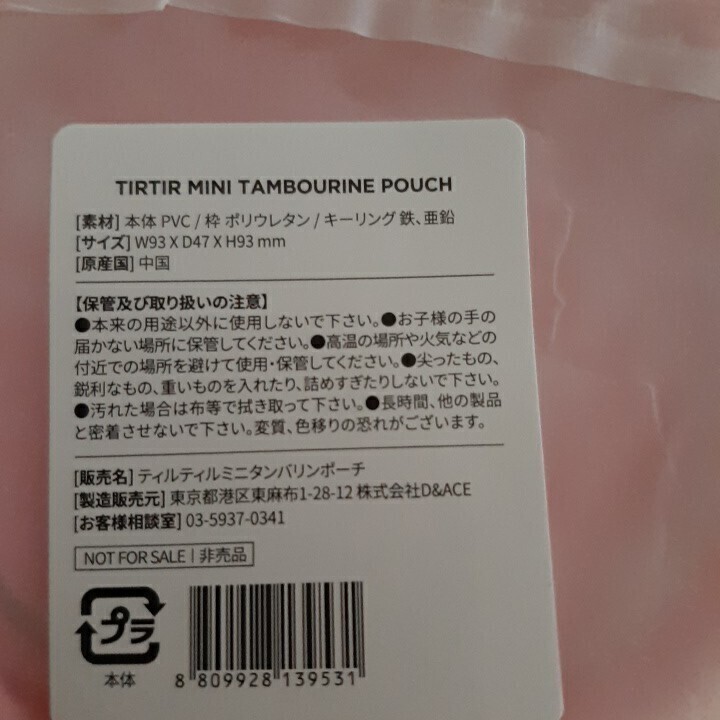 TIRTIR MINI TAMBOURINE POUCH
[素材] 本体 PVC / 枠 ポリウレタン / キーリング 鉄、亜鉛
[サイズ] W93 X D47 X H93 mm
[原産国] 中国
【保管及び取り扱いの注意】
●本来の用途以外に使用しないで下さい。●お子様の手の
届かない場所に保管してください。●高温の場所や火気などの
付近での場所を避けて使用・保管してください。●尖ったもの、
鋭利なもの、重いものを入れたり、詰めすぎたりしないで下さい。
●汚れた場合は布等で拭き取って下さい。●長時間、他の製品
と密着させないで下さい。変質、色移りの恐れがございます。
[販売名] ティルティルミニタンバリンポーチ
[製造販売元] 東京都港区東麻布1-28-12 株式会社D&ACE
[お客様相談室] 03-5937-0341
NOT FOR SALE | 非売品
プラ
本体
8 809928 139531